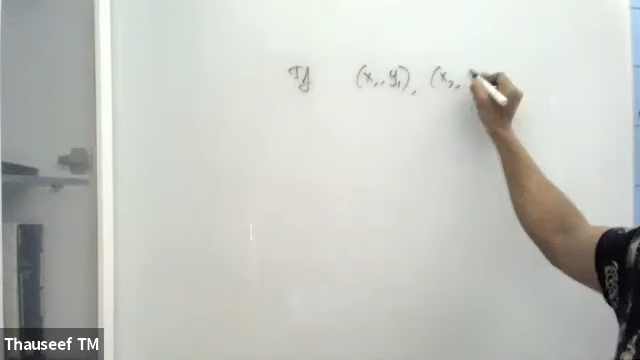 If (x₁, y₁), (x₂,
Thauseef TM